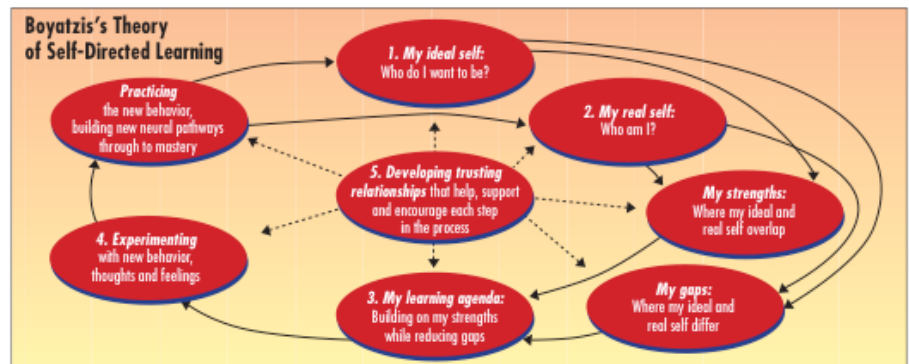 Boyatzis's Theory
of Self-Directed Learning
1. My ideal self:
Who do I want to be?
Practicing
the new behavior,
building new neural pathways
through to mastery
2. My real self:
Who am I?
5. Developing trusting
relationships that help, support
and encourage each step
in the process
My strengths:
Where my ideal and
real self overlap
4. Experimenting
with new behavior,
thoughts and feelings
3. My learning agenda:
Building on my strengths
while reducing gaps
My gaps:
Where my ideal and
real self differ